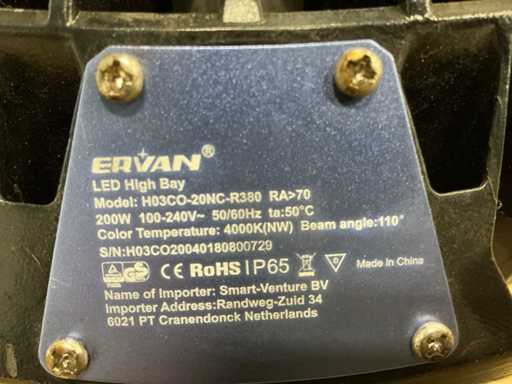 ERVAN®
LED High Bay
Model: H03CO-20NC-R380 RA>70
200W 100-240V~ 50/60Hz ta:50°C
Color Temperature: 4000K(NW) Beam angle:110°
S/N:H03CO20040180800729
CE RoHS IP65 Made in China
Name of Importer: Smart-Venture BV
Importer Address:Randweg-Zuid 34
6021 PT Cranendonck Netherlands